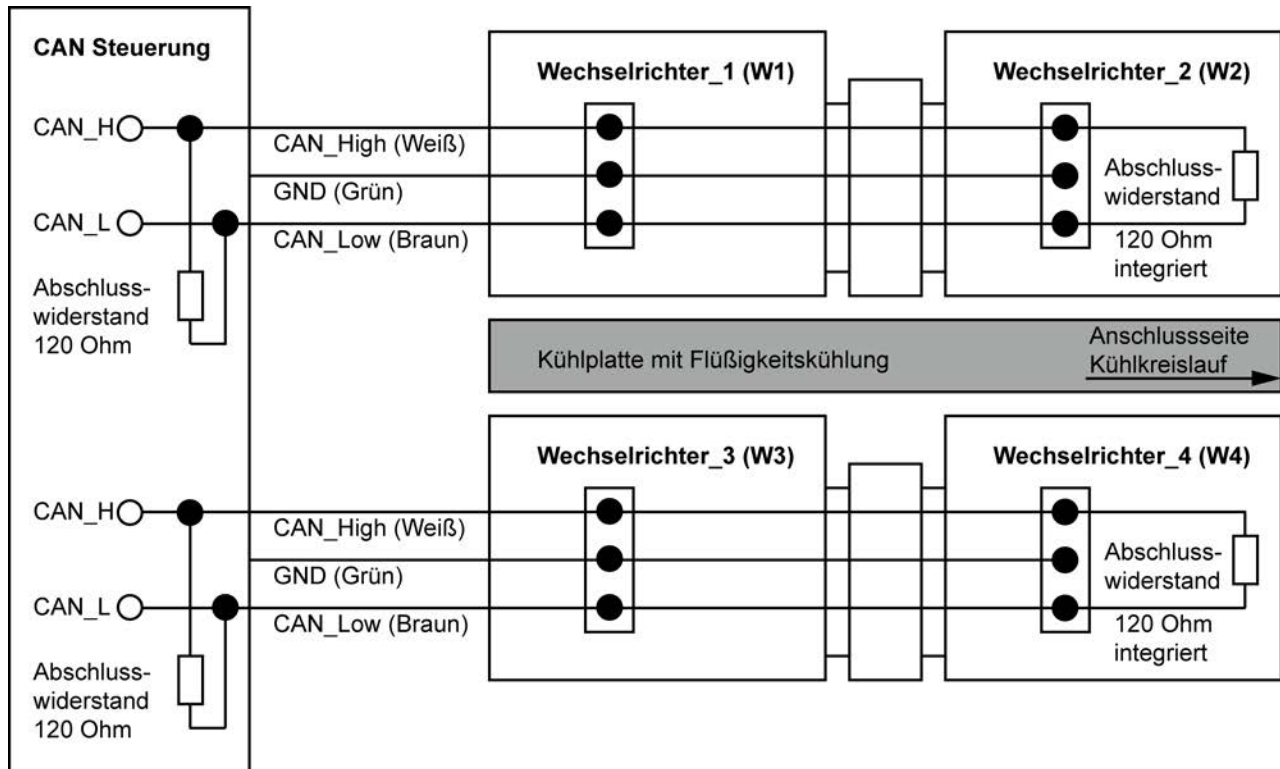 CAN Steuerung
Wechselrichter_1 (W1)
Wechselrichter_2 (W2)
CAN_H
CAN_High (Weiß)
GND (Grün)
CAN_L
CAN_Low (Braun)
Abschluss-
widerstand
120 Ohm
integriert
Abschluss-
widerstand
120 Ohm
Kühlplatte mit Flüßigkeitskühlung
Anschlussseite
Kühlkreislauf
Wechselrichter_3 (W3)
Wechselrichter_4 (W4)
CAN_H
CAN_High (Weiß)
GND (Grün)
CAN_L
CAN_Low (Braun)
Abschluss-
widerstand
120 Ohm
integriert
Abschluss-
widerstand
120 Ohm